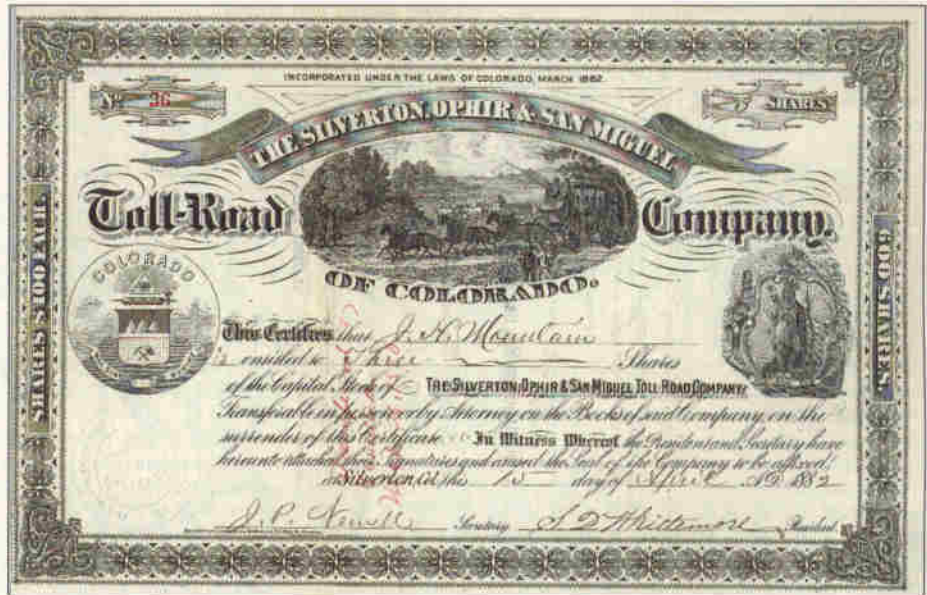 INCORPORATED UNDER THE LAWS OF COLORADO, MARCH 1882
No 36
SHARES
THE SILVERTON, OPHIR & SAN MIGUEL
Toll-Road Company.
OF COLORADO.
SHARES $100 EACH
600 SHARES
COLORADO
This Certifies that J. H. Mountain
is entitled to Three Shares
of the Capital Stock of THE SILVERTON, OPHIR & SAN MIGUEL TOLL-ROAD COMPANY.
Transferable in person or by Attorney on the Books of said Company, on the
surrender of this Certificate. In Witness Whereof the President and Secretary have
hereunto attached their Signatures and caused the Seal of the Company to be affixed,
at Silverton, Col. this 15 day of April A.D. 1882
J. P. Newell Secretary S D Whittemore President